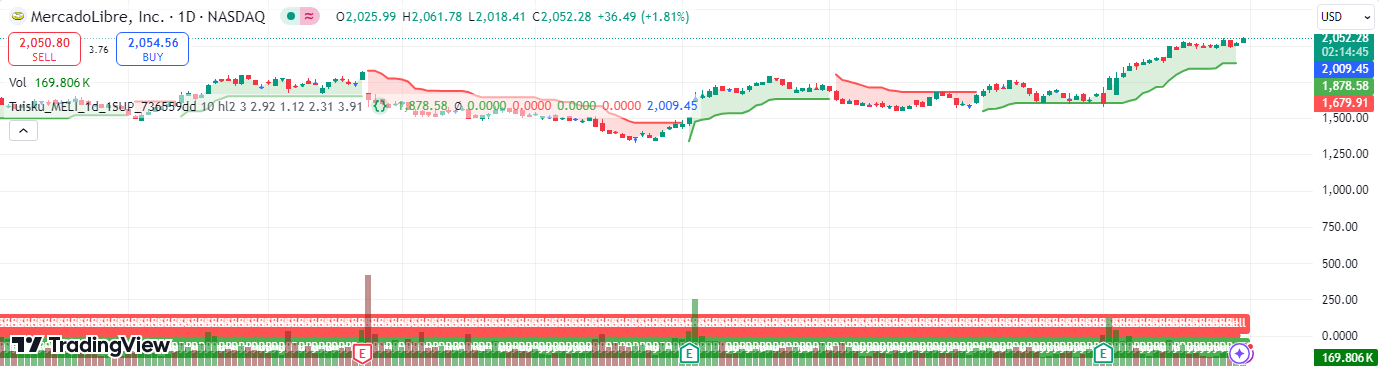 MercadoLibre, Inc. · 1D · NASDAQ O2,025.99 H2,061.78 L2,018.41 C2,052.28 +36.49 (+1.81%)
USD
2,050.80 3.76 2,054.56
SELL BUY
Vol 169.806 K
Tuisku_MELI_1d_1SUP_736559dd 10 hl2 3 2.92 1.12 2.31 3.91 1,878.58 ∅ 0.0000 0.0000 0.0000 0.0000 2,009.45
2,052.28
02:14:45
2,009.45
1,878.58
1,679.91
1,500.00
1,250.00
1,000.00
750.00
500.00
250.00
0.0000
TradingView
E E E
169.806 K